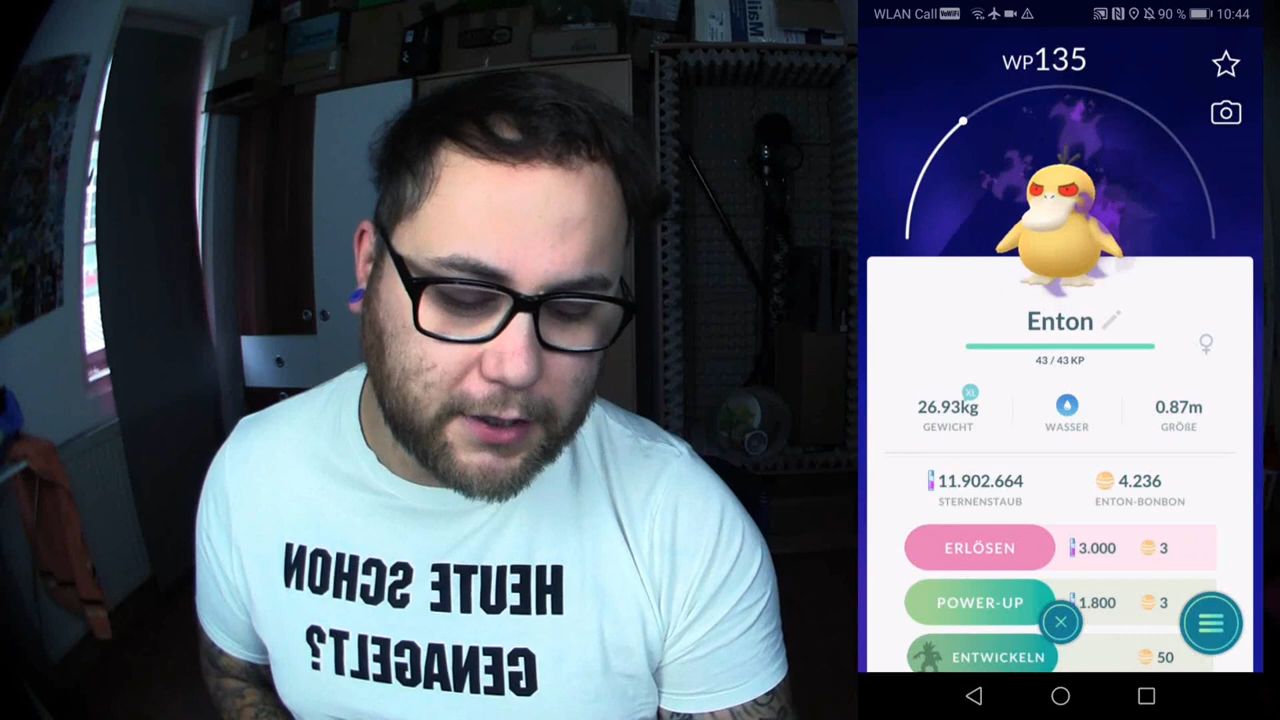 HEUTE SCHON
GENAGELT?
WLAN Call VoWiFi 90 % 10:44
WP135
Enton
43 / 43 KP
XL
26.93kg 0.87m
GEWICHT WASSER GRÖßE
11.902.664 4.236
STERNENSTAUB ENTON-BONBON
ERLÖSEN 3.000 3
POWER-UP 1.800 3
ENTWICKELN 50